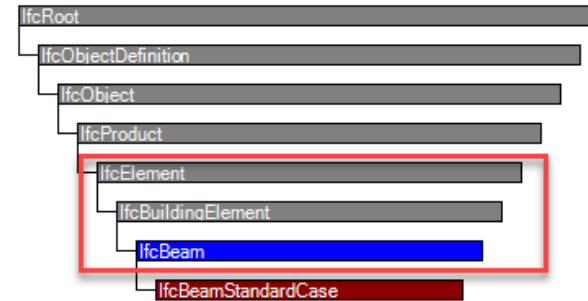 IfcRoot
IfcObjectDefinition
IfcObject
IfcProduct
IfcElement
IfcBuildingElement
IfcBeam
IfcBeamStandardCase